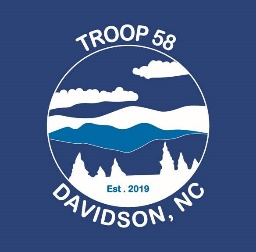 TROOP 58
Est . 2019
DAVIDSON, NC